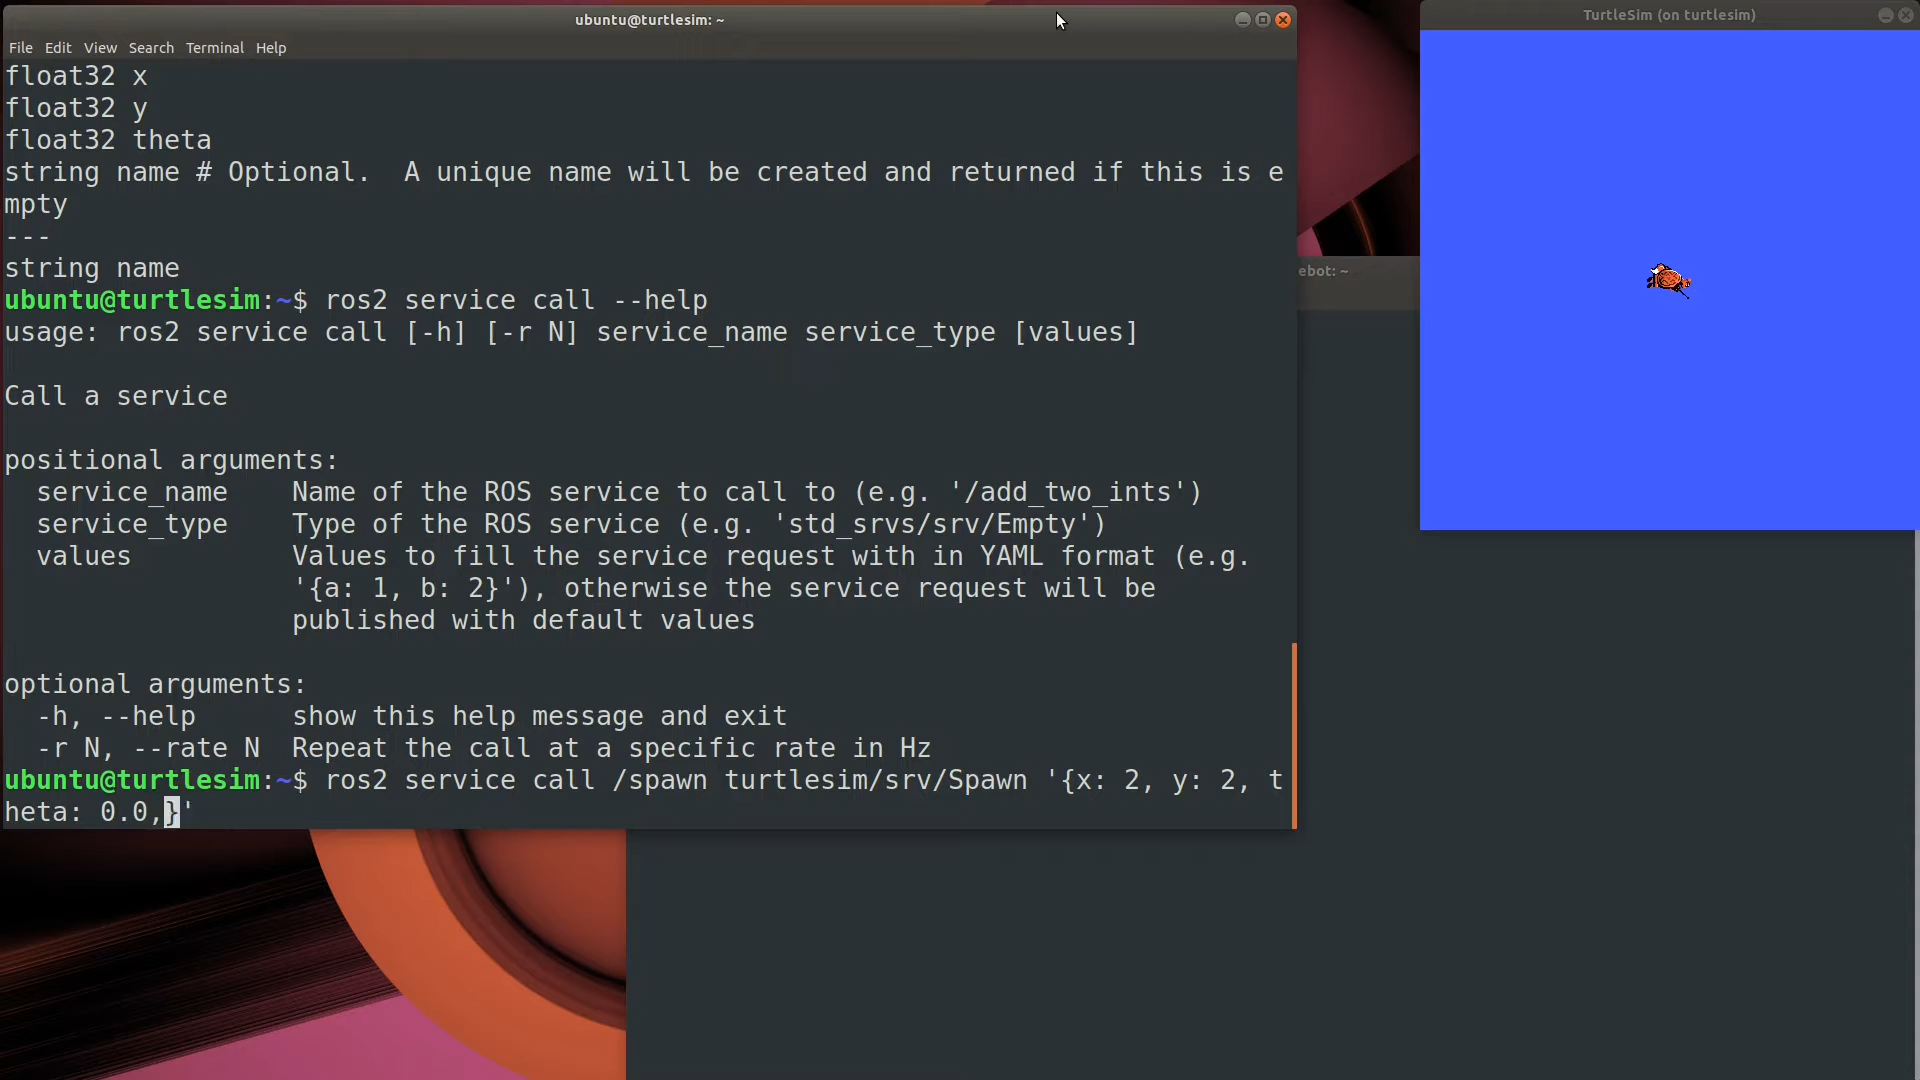 ubuntu@turtlesim: ~
File Edit View Search Terminal Help
float32 x
float32 y
float32 theta
string name # Optional.  A unique name will be created and returned if this is e
mpty
---
string name
ubuntu@turtlesim:~$ ros2 service call --help
usage: ros2 service call [-h] [-r N] service_name service_type [values]
Call a service
positional arguments:
  service_name    Name of the ROS service to call to (e.g. '/add_two_ints')
  service_type    Type of the ROS service (e.g. 'std_srvs/srv/Empty')
  values          Values to fill the service request with in YAML format (e.g.
                  '{a: 1, b: 2}'), otherwise the service request will be
                  published with default values
optional arguments:
  -h, --help      show this help message and exit
  -r N, --rate N  Repeat the call at a specific rate in Hz
ubuntu@turtlesim:~$ ros2 service call /spawn turtlesim/srv/Spawn '{x: 2, y: 2, t
heta: 0.0,}'
TurtleSim (on turtlesim)
ebot: ~